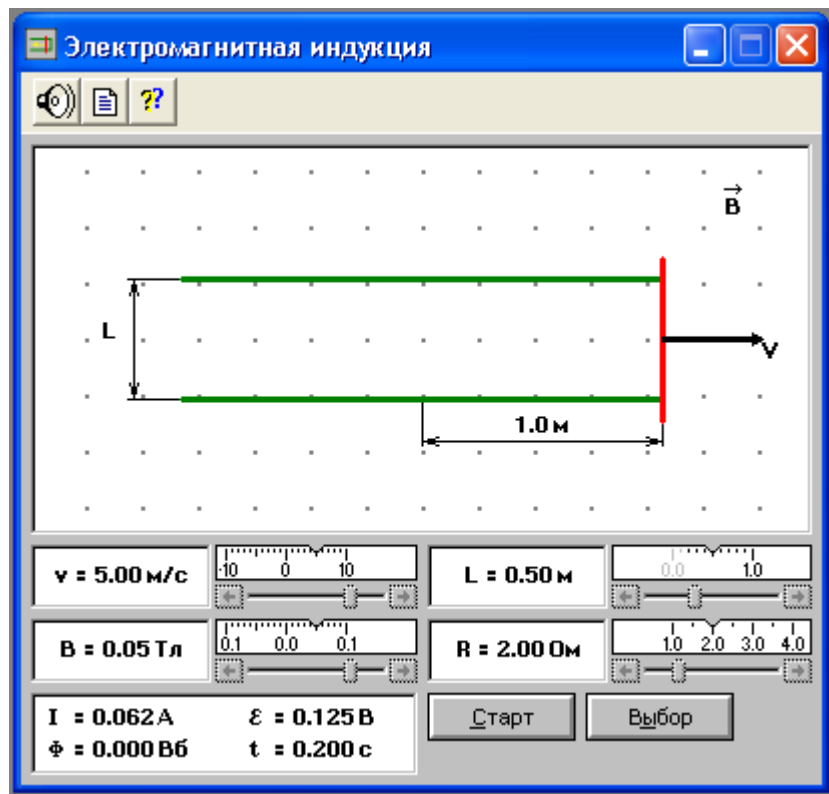 Электромагнитная индукция
??
B
L
v
1.0 м
v = 5.00 м/с
-10 0 10
L = 0.50 м
0.0 1.0
B = 0.05 Тл
0.1 0.0 0.1
R = 2.00 Ом
1.0 2.0 3.0 4.0
I = 0.062 А ℰ = 0.125 В
Ф = 0.000 Вб t = 0.200 с
Старт
Выбор